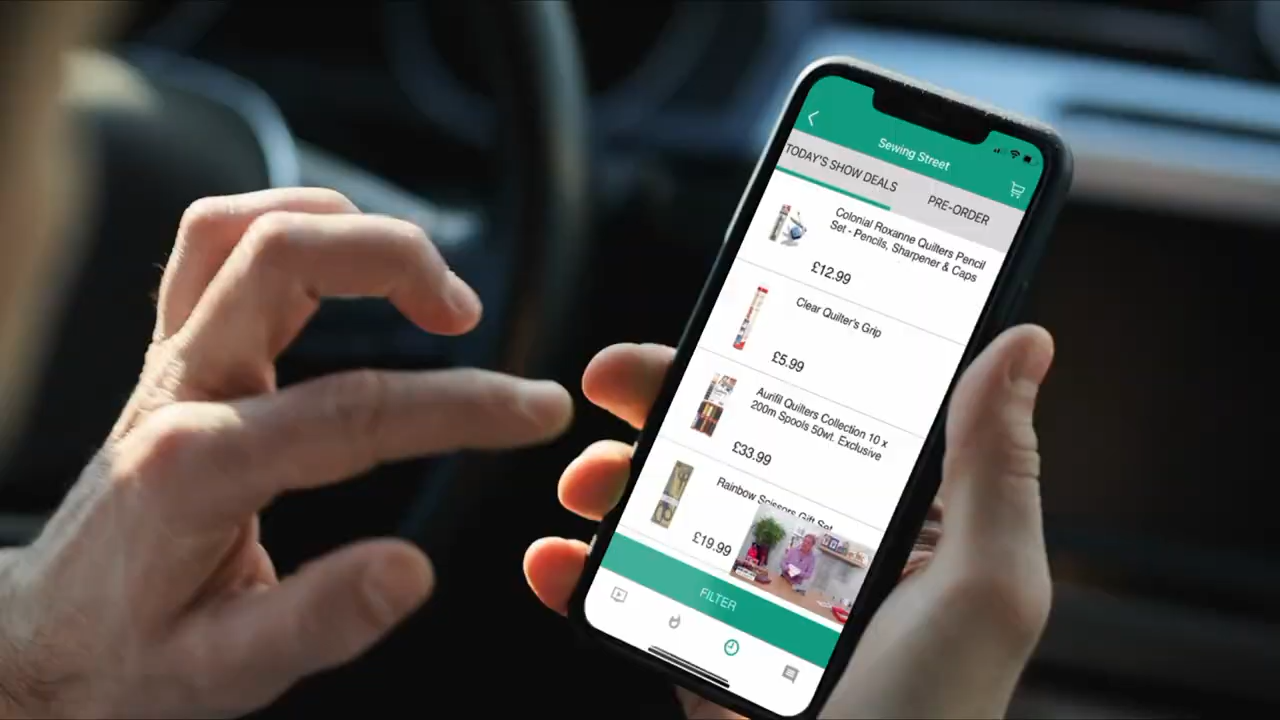 Sewing Street
TODAY'S SHOW DEALS
PRE-ORDER
Colonial Roxanne Quilters Pencil
Set - Pencils, Sharpener & Caps
£12.99
Clear Quilter's Grip
£5.99
Aurifil Quilters Collection 10 x
200m Spools 50wt. Exclusive
£33.99
Rainbow Scissors Gift Set
£19.99
FILTER